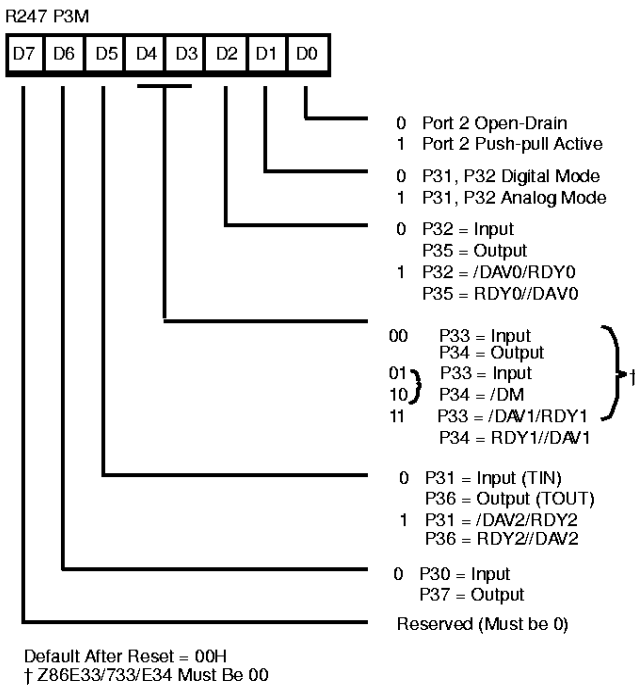 R247 P3M
D7 D6 D5 D4 D3 D2 D1 D0
0 Port 2 Open-Drain
1 Port 2 Push-pull Active
0 P31, P32 Digital Mode
1 P31, P32 Analog Mode
0 P32 = Input
P35 = Output
1 P32 = /DAV0/RDY0
P35 = RDY0//DAV0
00 P33 = Input
P34 = Output
01 P33 = Input
10 P34 = /DM
†
11 P33 = /DAV1/RDY1
P34 = RDY1//DAV1
0 P31 = Input (TIN)
P36 = Output (TOUT)
1 P31 = /DAV2/RDY2
P36 = RDY2//DAV2
0 P30 = Input
P37 = Output
Reserved (Must be 0)
Default After Reset = 00H
† Z86E33/733/E34 Must Be 00